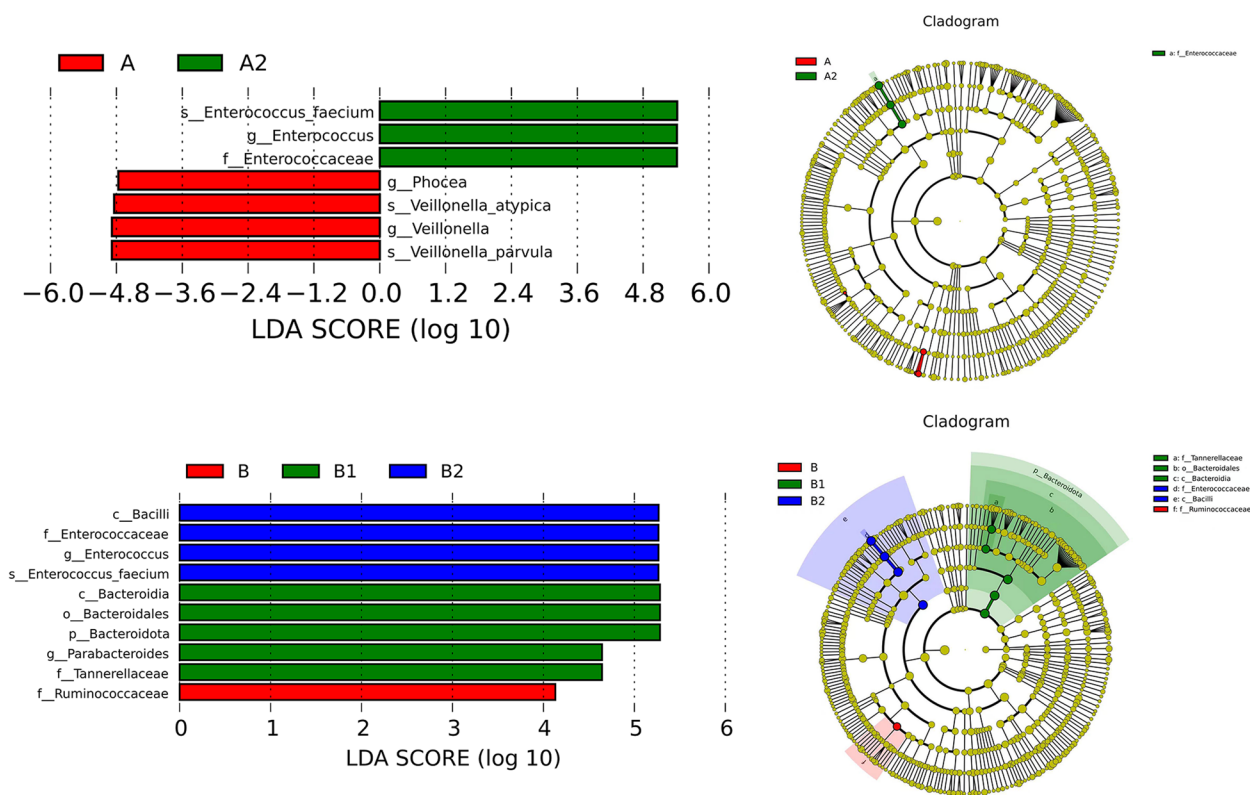 A A2
s__Enterococcus_faecium
g__Enterococcus
f__Enterococcaceae
g__Phocea
s__Veillonella_atypica
g__Veillonella
s__Veillonella_parvula
−6.0 −4.8 −3.6 −2.4 −1.2 0.0 1.2 2.4 3.6 4.8 6.0
LDA SCORE (log 10)
Cladogram
A
A2
a: f__Enterococcaceae
a
B B1 B2
c__Bacilli
f__Enterococcaceae
g__Enterococcus
s__Enterococcus_faecium
c__Bacteroidia
o__Bacteroidales
p__Bacteroidota
g__Parabacteroides
f__Tannerellaceae
f__Ruminococcaceae
0 1 2 3 4 5 6
LDA SCORE (log 10)
Cladogram
B
B1
B2
a: f__Tannerellaceae
b: o__Bacteroidales
c: c__Bacteroidia
d: f__Enterococcaceae
e: c__Bacilli
f: f__Ruminococcaceae
p__Bacteroidota
c
b
a
e
f